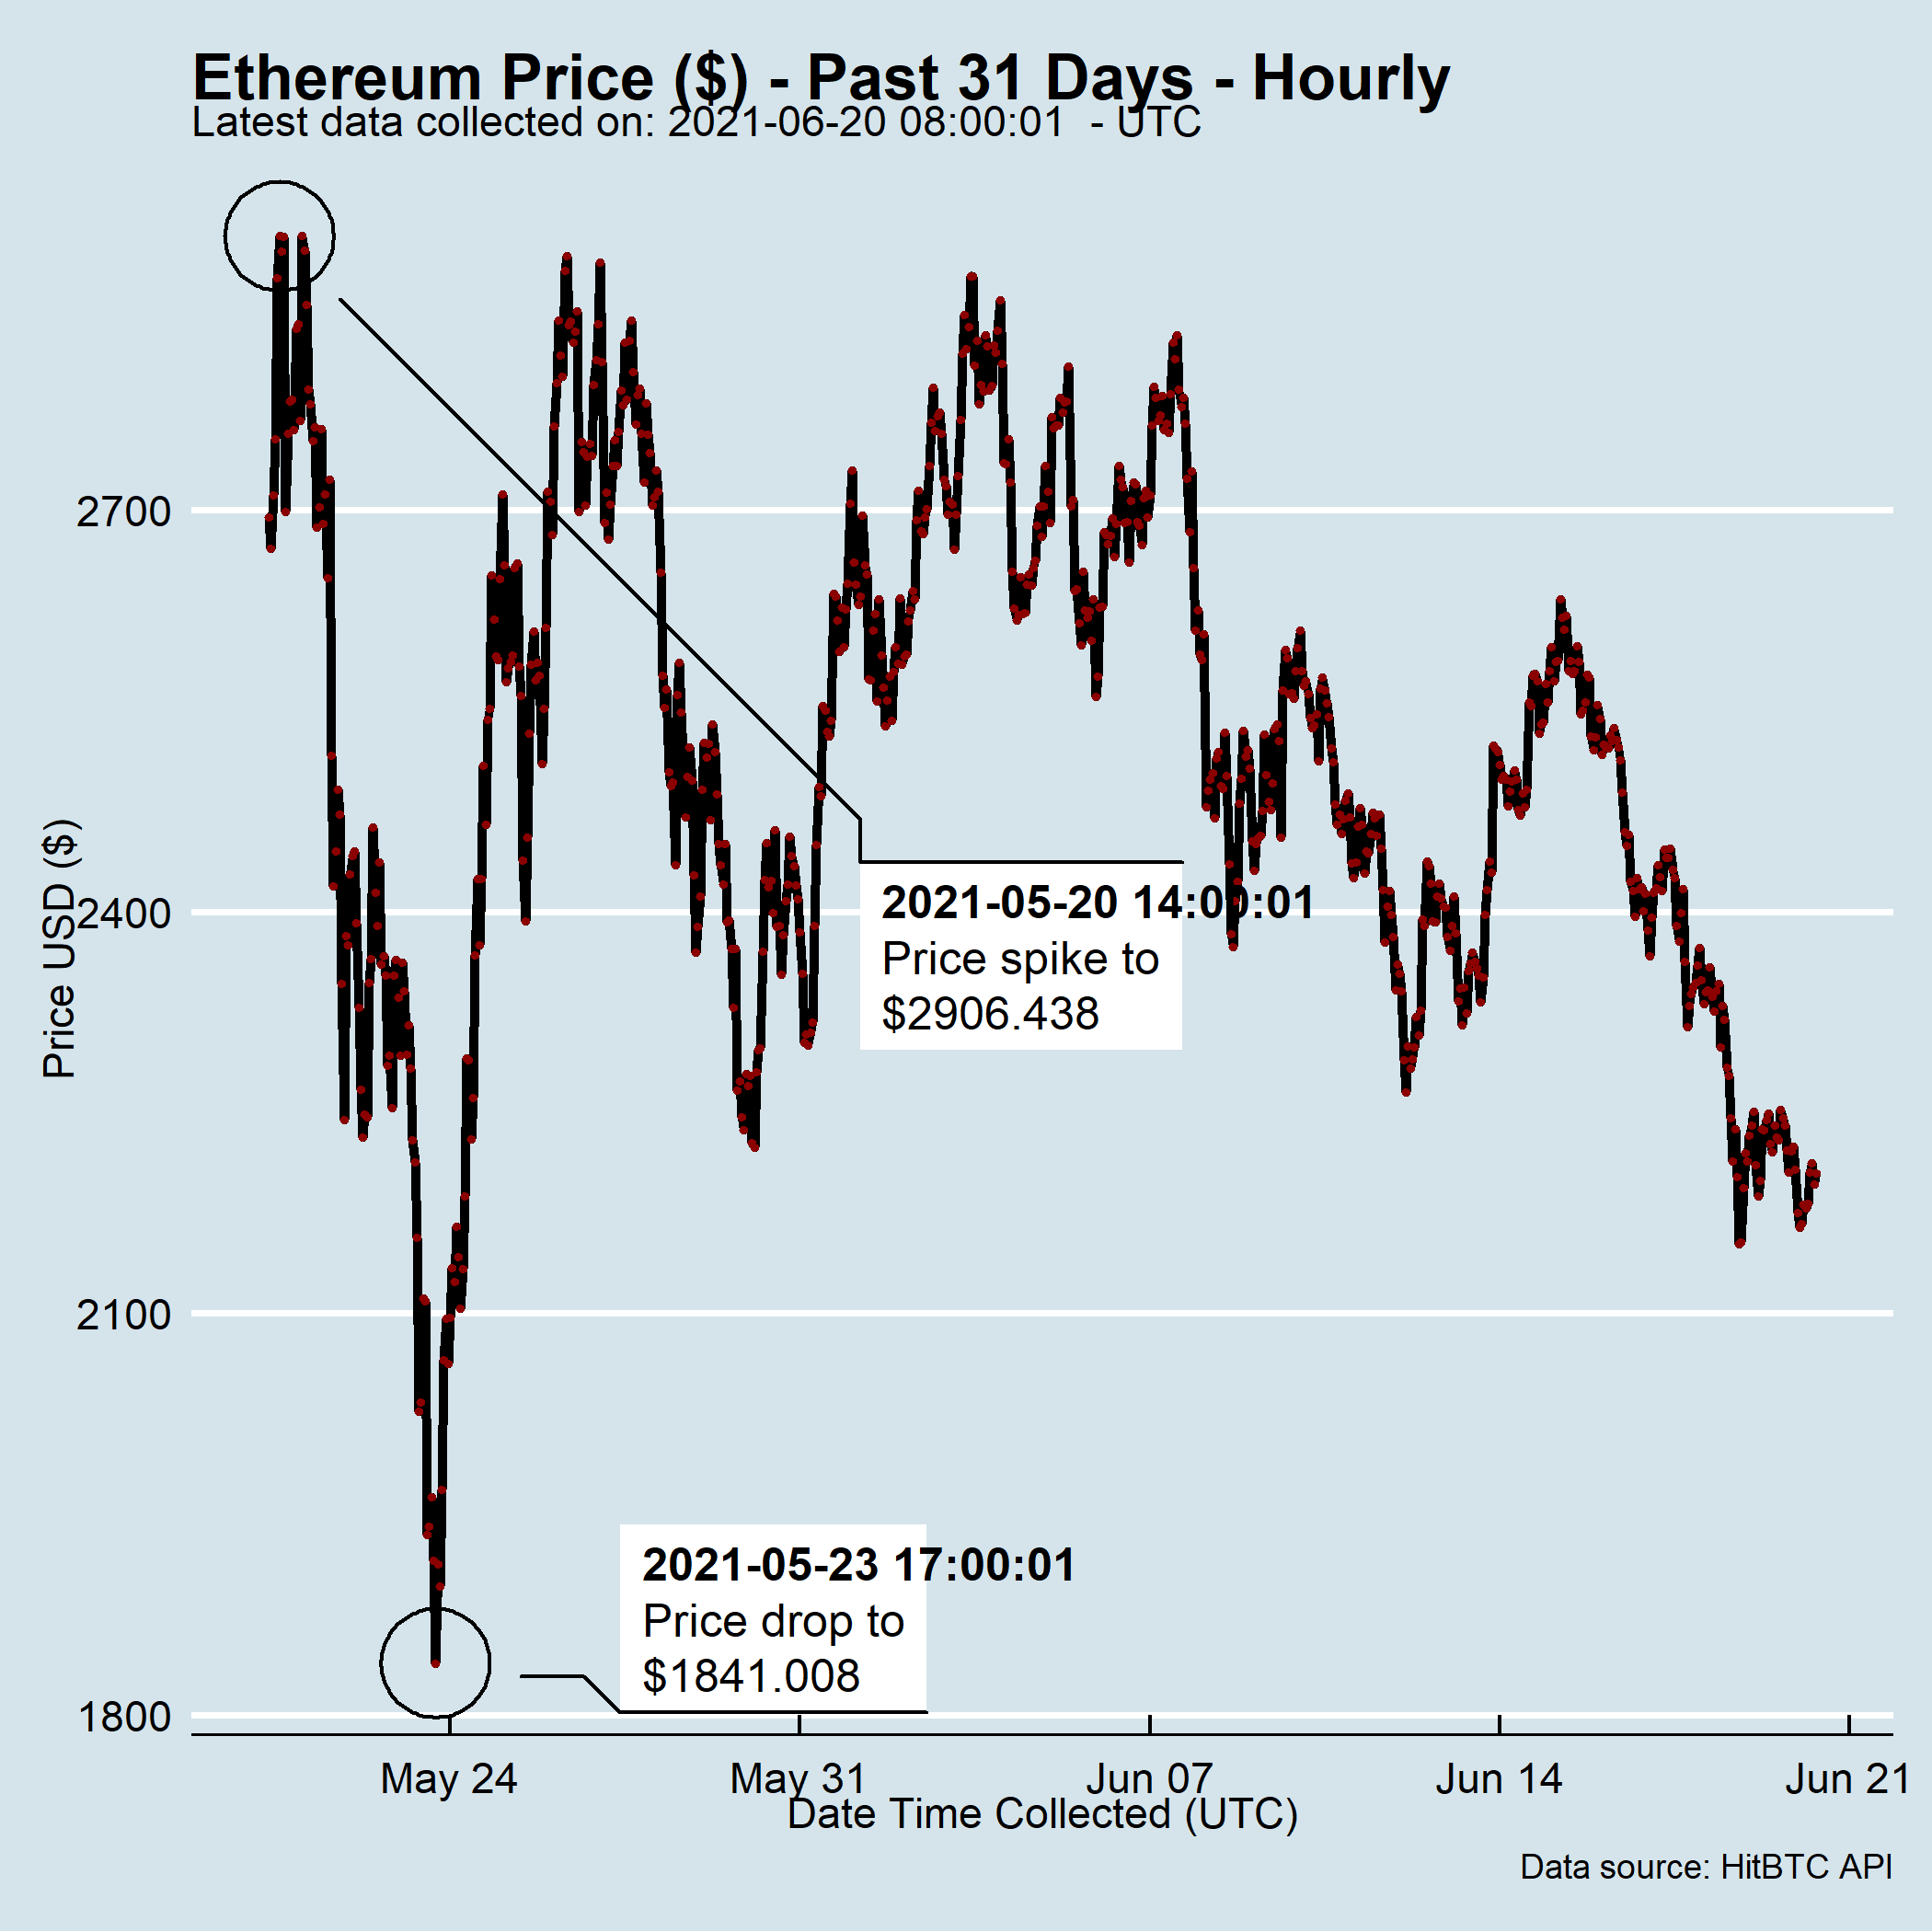 Ethereum Price ($) - Past 31 Days - Hourly
Latest data collected on: 2021-06-20 08:00:01  - UTC
Price USD ($)
2700
2400
2100
1800
2021-05-20 14:00:01
Price spike to
$2906.438
2021-05-23 17:00:01
Price drop to
$1841.008
May 24
May 31
Jun 07
Jun 14
Jun 21
Date Time Collected (UTC)
Data source: HitBTC API